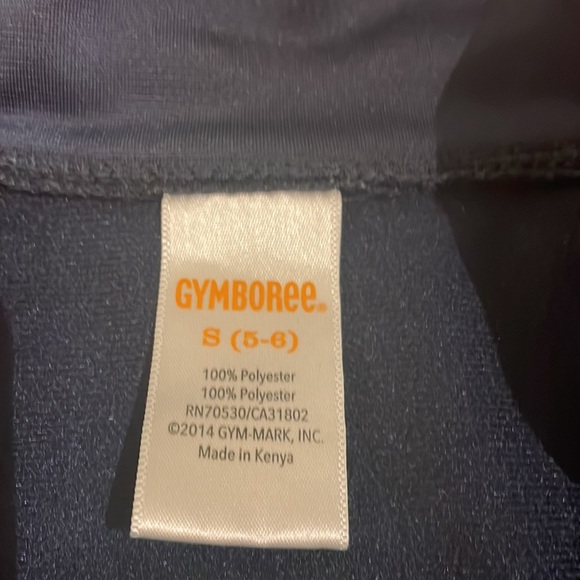 GYMBOREE®
S (5-6)
100% Polyester
100% Polyester
RN70530/CA31802
©2014 GYM-MARK, INC.
Made in Kenya